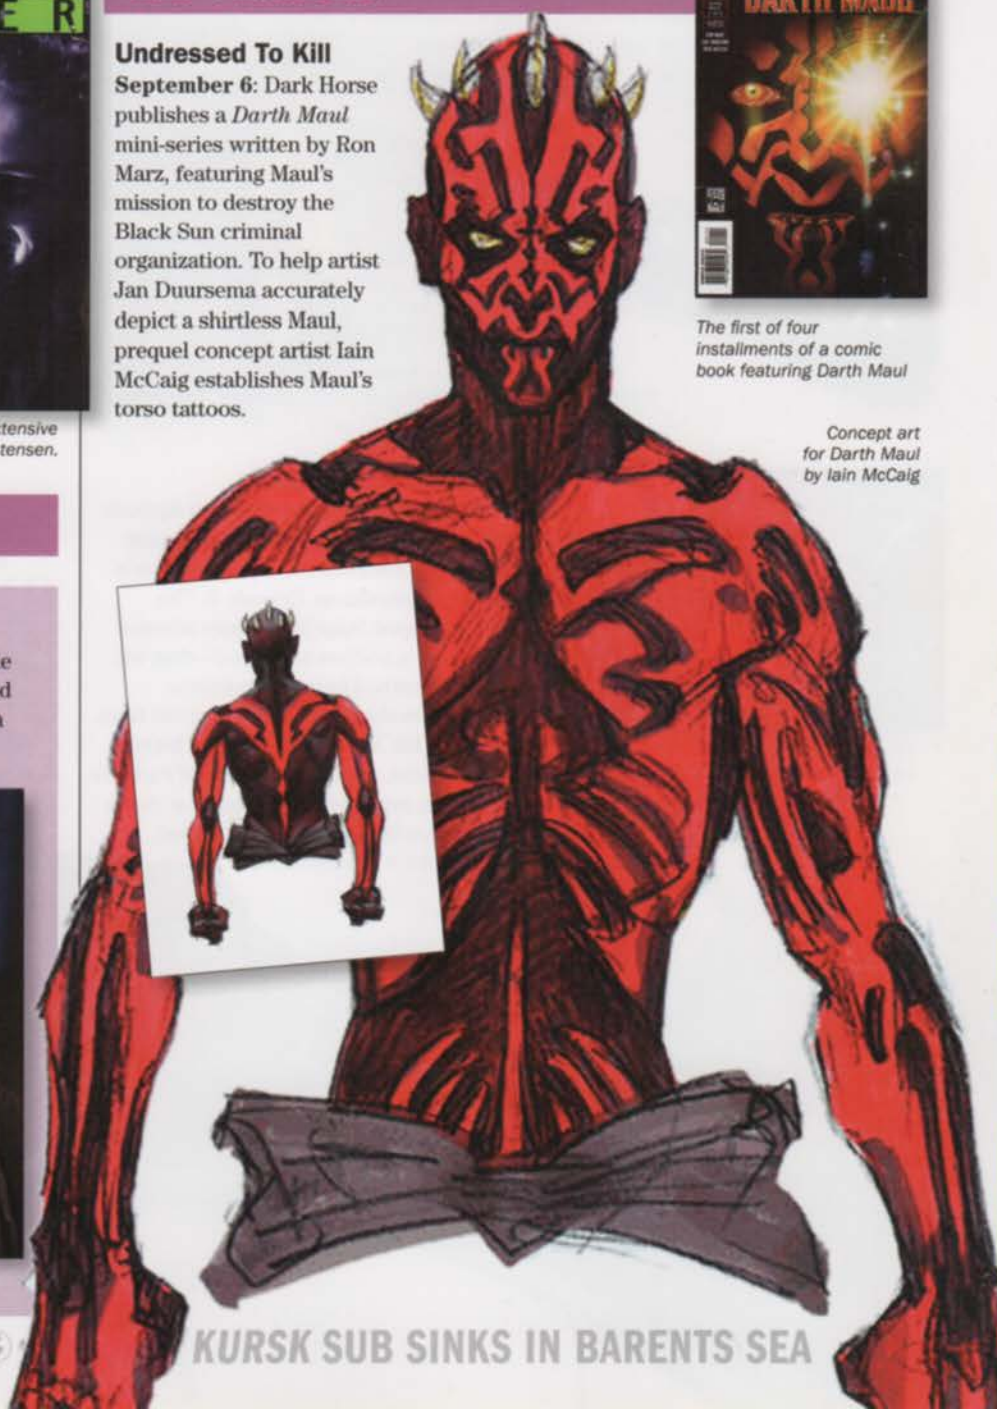 E R
Undressed To Kill
September 6: Dark Horse
publishes a Darth Maul
mini-series written by Ron
Marz, featuring Maul's
mission to destroy the
Black Sun criminal
organization. To help artist
Jan Duursema accurately
depict a shirtless Maul,
prequel concept artist Iain
McCaig establishes Maul's
torso tattoos.
DARTH MAUL
The first of four
installments of a comic
book featuring Darth Maul
Concept art
for Darth Maul
by Iain McCaig
tensive
tensen.
e
d
KURSK SUB SINKS IN BARENTS SEA